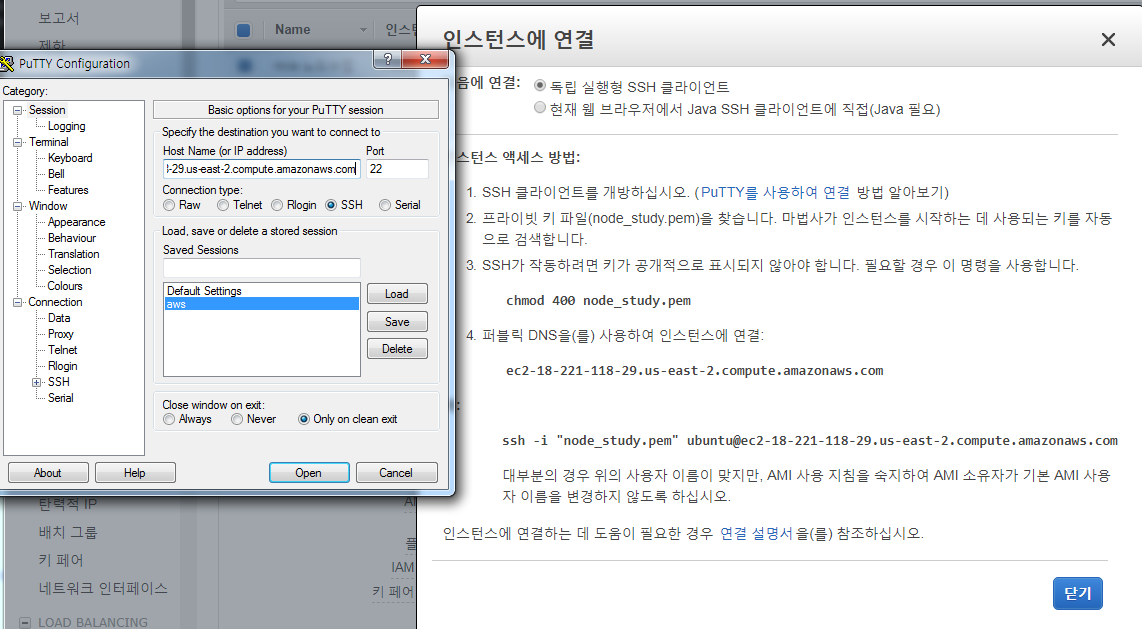 보고서
제한
Name
PuTTY Configuration
?
X
Category:
Session
Logging
Terminal
Keyboard
Bell
Features
Window
Appearance
Behaviour
Translation
Selection
Colours
Connection
Data
Proxy
Telnet
Rlogin
SSH
Serial
Basic options for your PuTTY session
Specify the destination you want to connect to
Host Name (or IP address) Port
-29.us-east-2.compute.amazonaws.com 22
Connection type:
Raw Telnet Rlogin SSH Serial
Load, save or delete a stored session
Saved Sessions
Default Settings
aws
Load
Save
Delete
Close window on exit:
Always Never Only on clean exit
About Help Open Cancel
탄력적 IP
배치 그룹
키 페어
네트워크 인터페이스
LOAD BALANCING
IAM
키 페어
인스턴스에 연결
음에 연결:
독립 실행형 SSH 클라이언트
현재 웹 브라우저에서 Java SSH 클라이언트에 직접(Java 필요)
스턴스 액세스 방법:
1. SSH 클라이언트를 개방하십시오. (PuTTY를 사용하여 연결 방법 알아보기)
2. 프라이빗 키 파일(node_study.pem)을 찾습니다. 마법사가 인스턴스를 시작하는 데 사용되는 키를 자동
으로 검색합니다.
3. SSH가 작동하려면 키가 공개적으로 표시되지 않아야 합니다. 필요할 경우 이 명령을 사용합니다.
chmod 400 node_study.pem
4. 퍼블릭 DNS을(를) 사용하여 인스턴스에 연결:
ec2-18-221-118-29.us-east-2.compute.amazonaws.com
:
ssh -i "node_study.pem" ubuntu@ec2-18-221-118-29.us-east-2.compute.amazonaws.com
대부분의 경우 위의 사용자 이름이 맞지만, AMI 사용 지침을 숙지하여 AMI 소유자가 기본 AMI 사용
자 이름을 변경하지 않도록 하십시오.
인스턴스에 연결하는 데 도움이 필요한 경우 연결 설명서을(를) 참조하십시오.
닫기